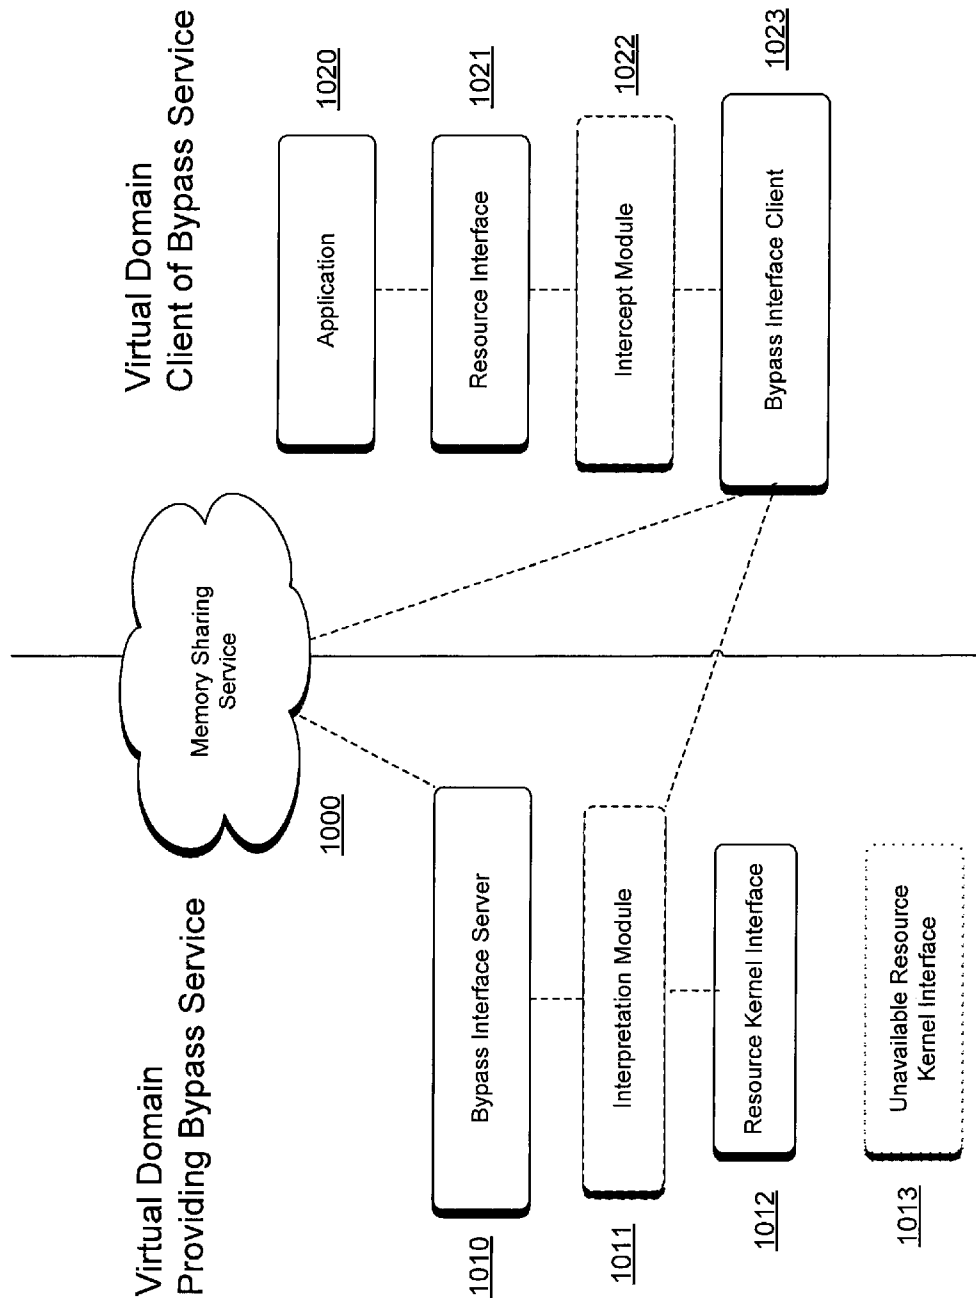 Virtual Domain
Providing Bypass Service
Virtual Domain
Client of Bypass Service
Memory Sharing
Service
1000
Bypass Interface Server
1010
Interpretation Module
1011
Resource Kernel Interface
1012
Unavailable Resource
Kernel Interface
1013
Application
1020
Resource Interface
1021
Intercept Module
1022
Bypass Interface Client
1023